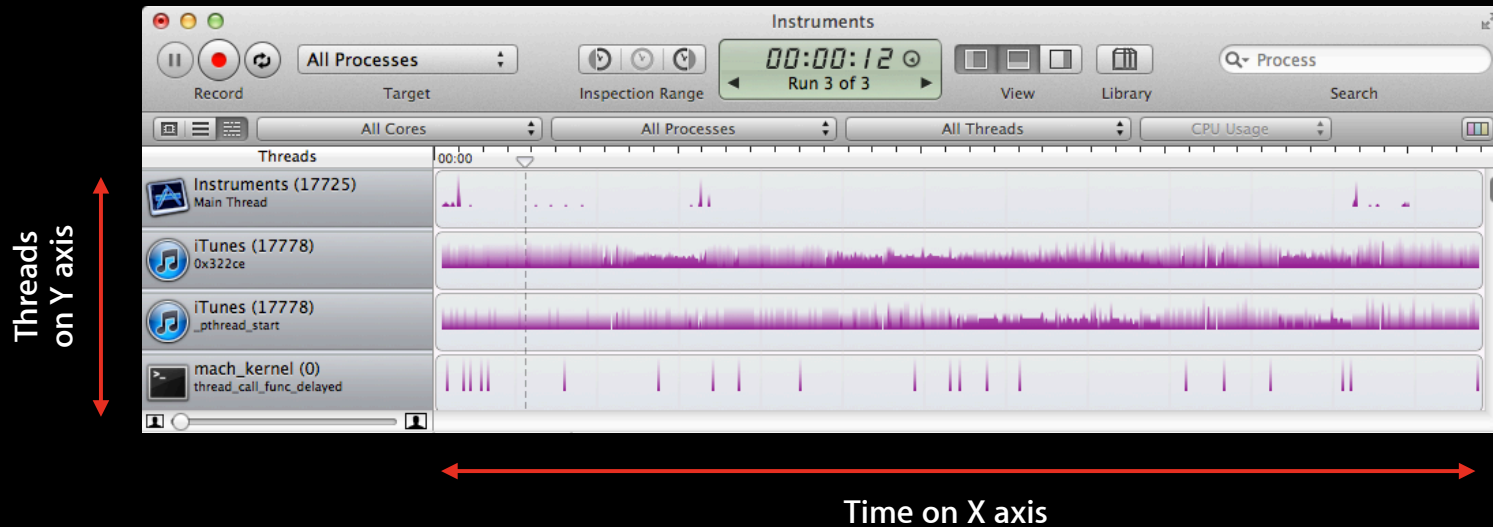 Instruments
All Processes
00:00:12
Run 3 of 3
Process
Record
Target
Inspection Range
View
Library
Search
All Cores
All Processes
All Threads
CPU Usage
Threads
00:00
Instruments (17725)
Main Thread
iTunes (17778)
0x322ce
iTunes (17778)
_pthread_start
mach_kernel (0)
thread_call_func_delayed
Threads
on Y axis
Time on X axis